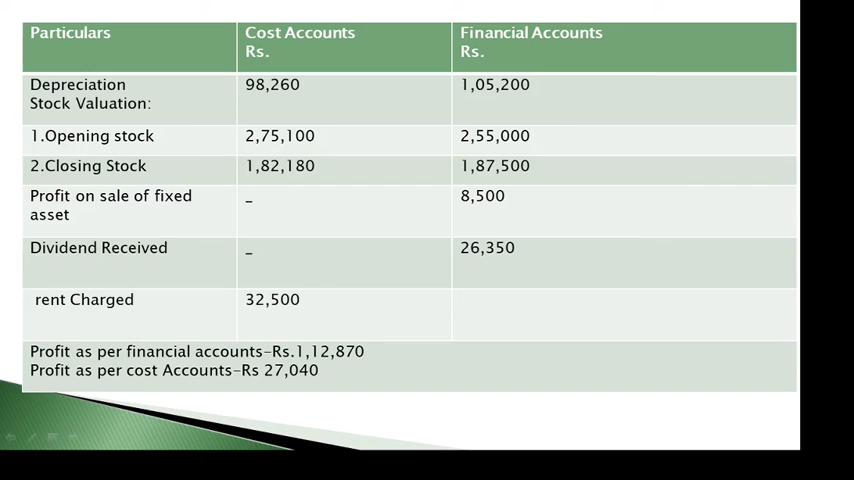 Particulars Cost Accounts Financial Accounts
Rs. Rs.
Depreciation 98,260 1,05,200
Stock Valuation:
1.Opening stock 2,75,100 2,55,000
2.Closing Stock 1,82,180 1,87,500
Profit on sale of fixed _ 8,500
asset
Dividend Received _ 26,350
rent Charged 32,500
Profit as per financial accounts-Rs.1,12,870
Profit as per cost Accounts-Rs 27,040